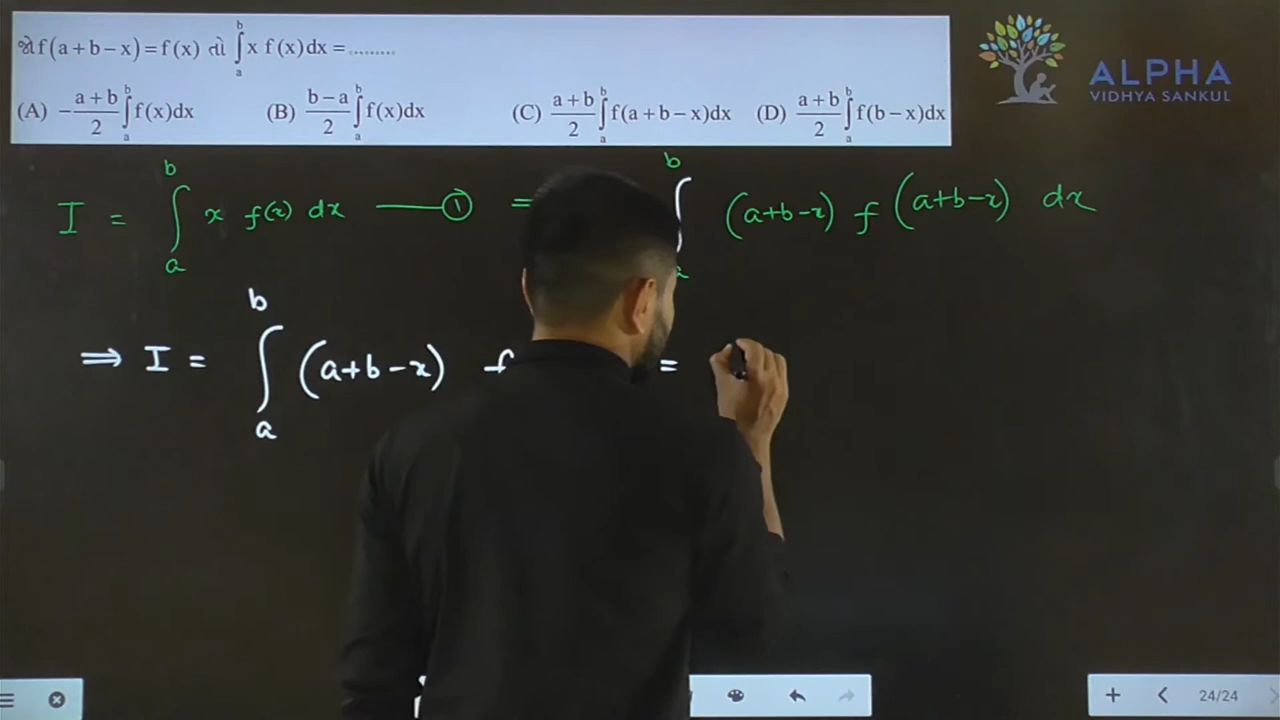 જો f(a+b−x)=f(x) તો ∫ₐᵇ x f(x)dx = .........
(A) −(a+b)/2 ∫ₐᵇ f(x)dx (B) (b−a)/2 ∫ₐᵇ f(x)dx (C) (a+b)/2 ∫ₐᵇ f(a+b−x)dx (D) (a+b)/2 ∫ₐᵇ f(b−x)dx
ALPHA
VIDHYA SANKUL
I = ∫ₐᵇ x f(x) dx —— ① = ∫ₐᵇ (a+b−x) f (a+b−x) dx
⇒ I = ∫ₐᵇ (a+b−x) f =
24/24